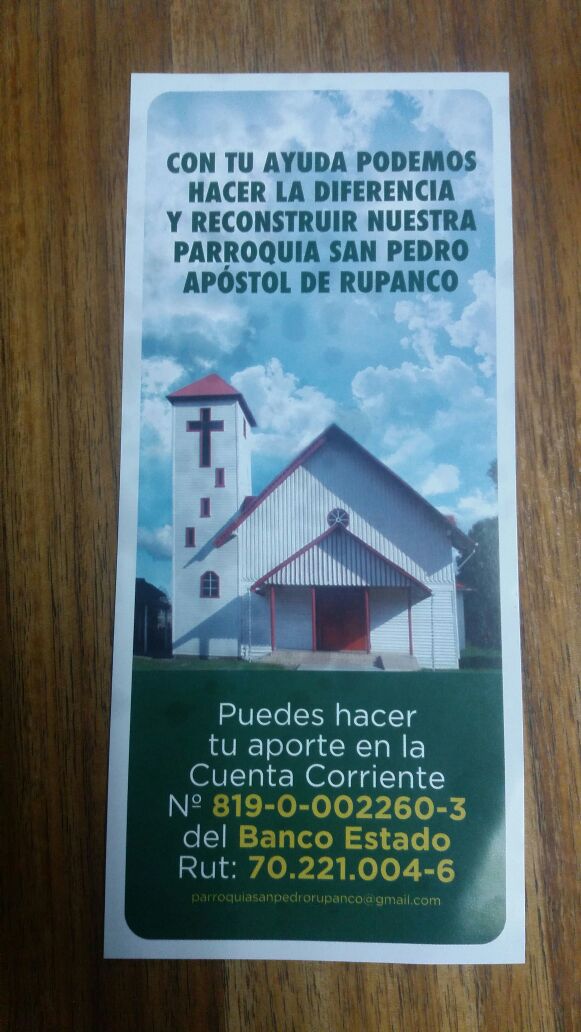 CON TU AYUDA PODEMOS
HACER LA DIFERENCIA
Y RECONSTRUIR NUESTRA
PARROQUIA SAN PEDRO
APÓSTOL DE RUPANCO
Puedes hacer
tu aporte en la
Cuenta Corriente
Nº 819-0-002260-3
del Banco Estado
Rut: 70.221.004-6
parroquiasanpedrorupanco@gmail.com